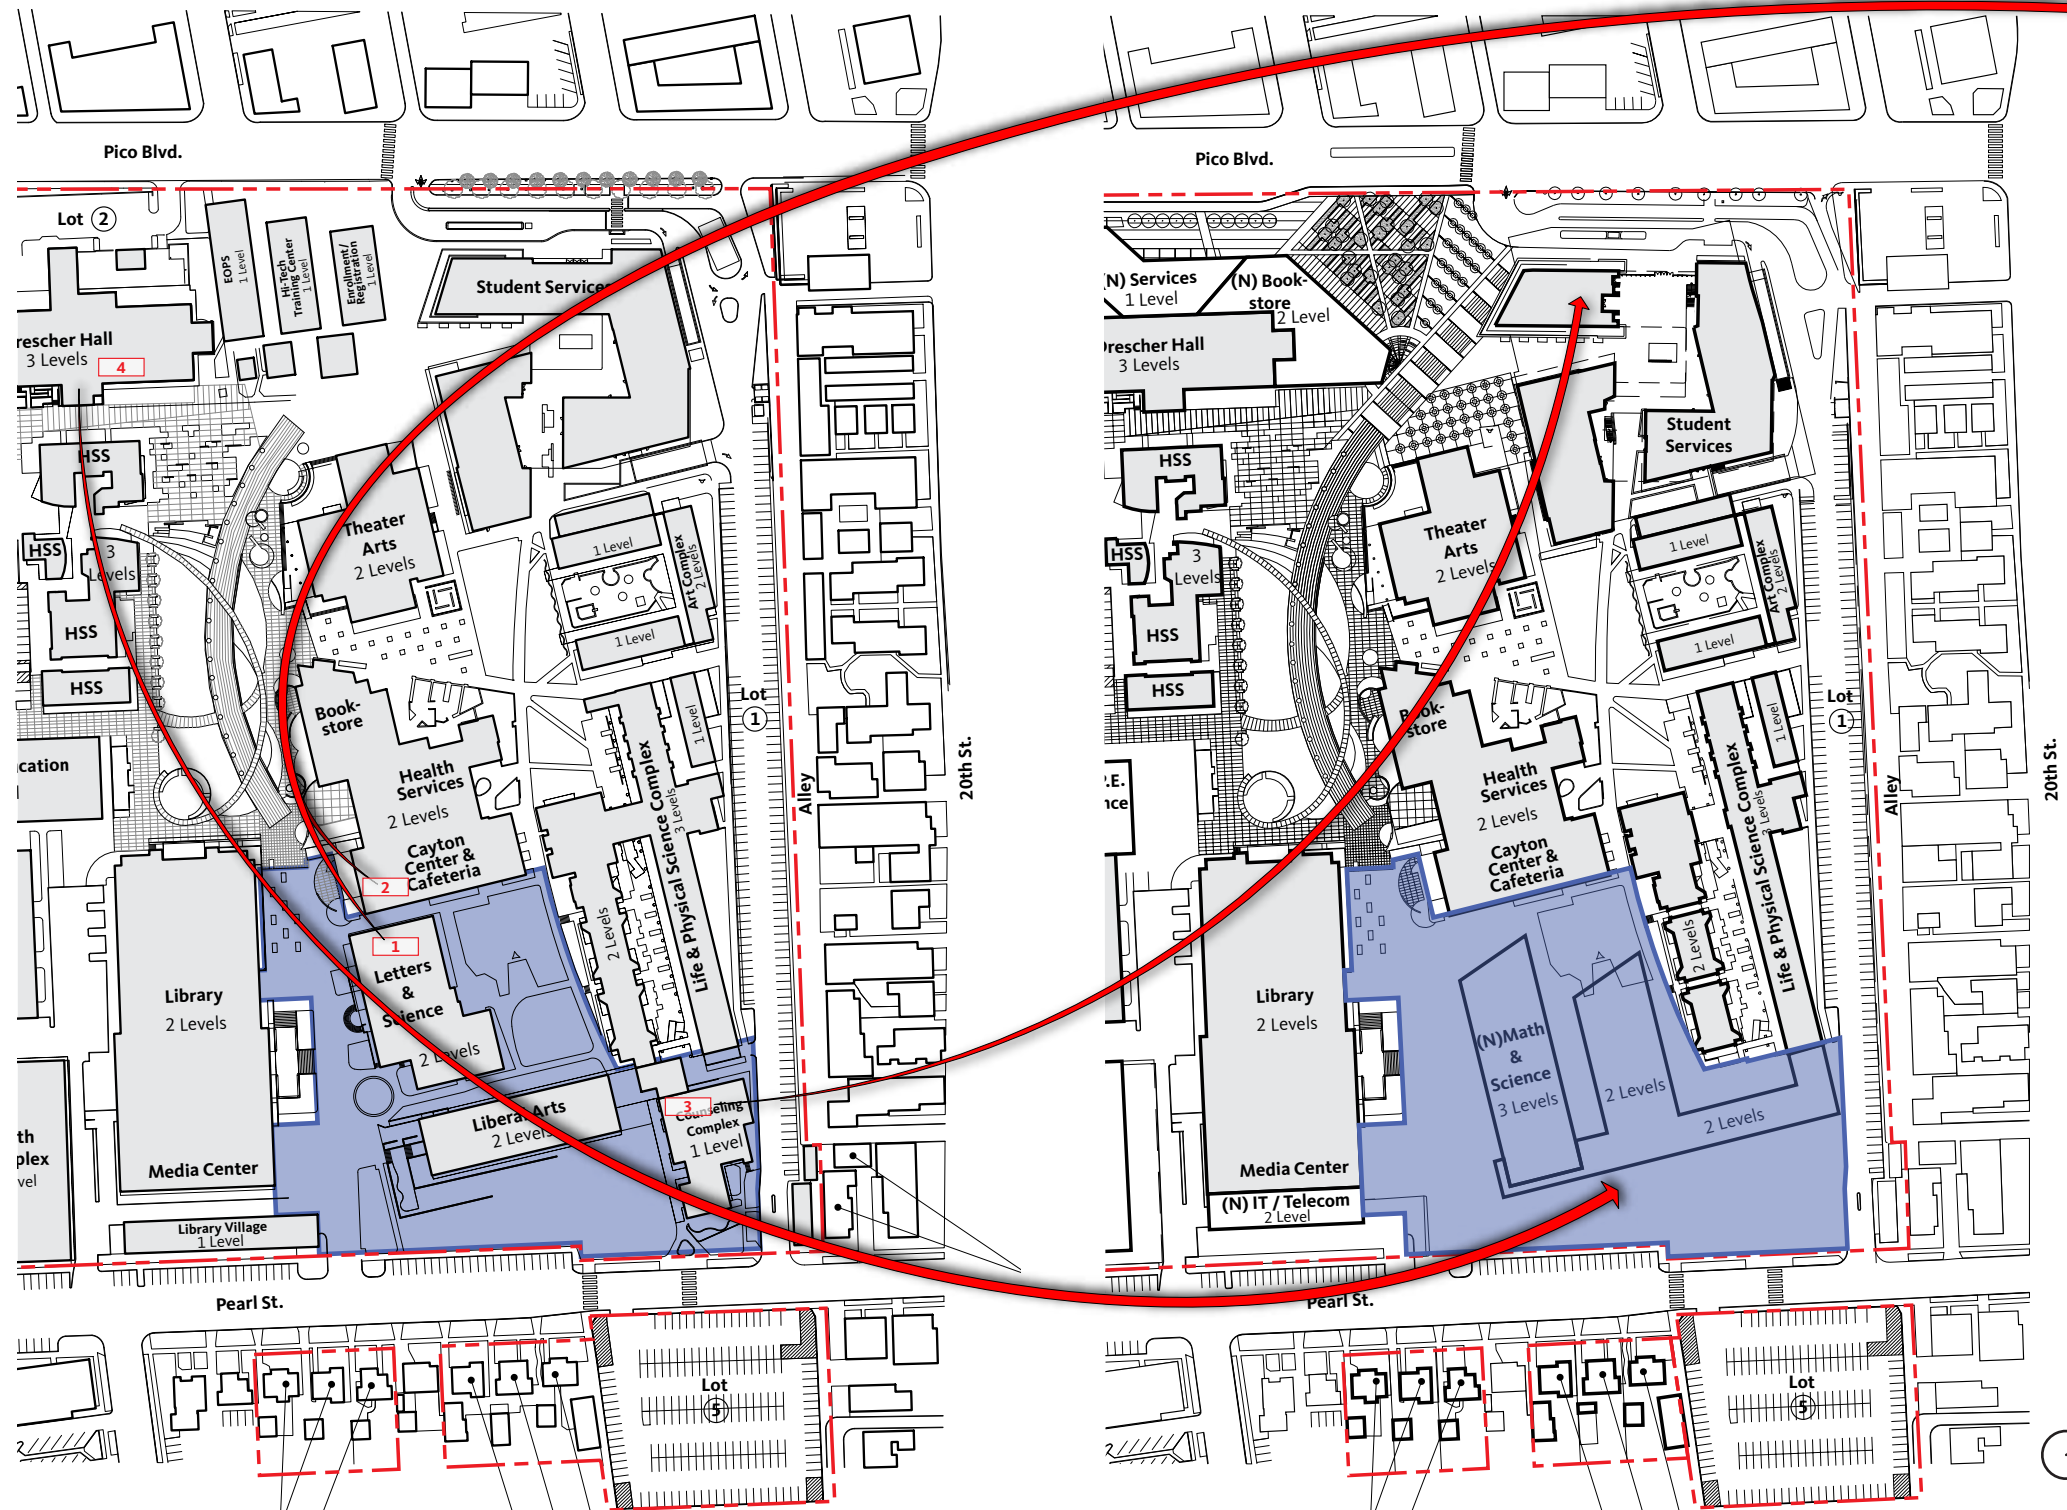 Pico Blvd.
Lot 2
EOPS
1 Level
Hi-Tech
Training Center
1 Level
Enrollment/
Registration
1 Level
Student Services
rescher Hall
3 Levels
4
HSS
HSS
3
Levels
HSS
HSS
Theater
Arts
2 Levels
1 Level
Art Complex
2 Levels
1 Level
Book-
store
Health
Services
2 Levels
Cayton
Center &
Cafeteria
2
1 Level
Life & Physical Science Complex
3 Levels
2 Levels
Lot
1
Alley
20th St.
cation
1
Letters
&
Science
2 Levels
Library
2 Levels
Media Center
Liberal Arts
2 Levels
3
Counseling
Complex
1 Level
th
plex
vel
Library Village
1 Level
Pearl St.
Lot
5
Pico Blvd.
(N) Services
1 Level
(N) Book-
store
2 Level
Drescher Hall
3 Levels
Student
Services
HSS
HSS
3
Levels
HSS
HSS
Theater
Arts
2 Levels
1 Level
Art Complex
2 Levels
1 Level
Book-
store
Health
Services
2 Levels
Cayton
Center &
Cafeteria
1 Level
Life & Physical Science Complex
3 Levels
2 Levels
Lot
1
Alley
20th St.
P.E.
nce
Library
2 Levels
Media Center
(N) IT / Telecom
2 Level
(N)Math
&
Science
3 Levels
2 Levels
2 Levels
Pearl St.
Lot
5